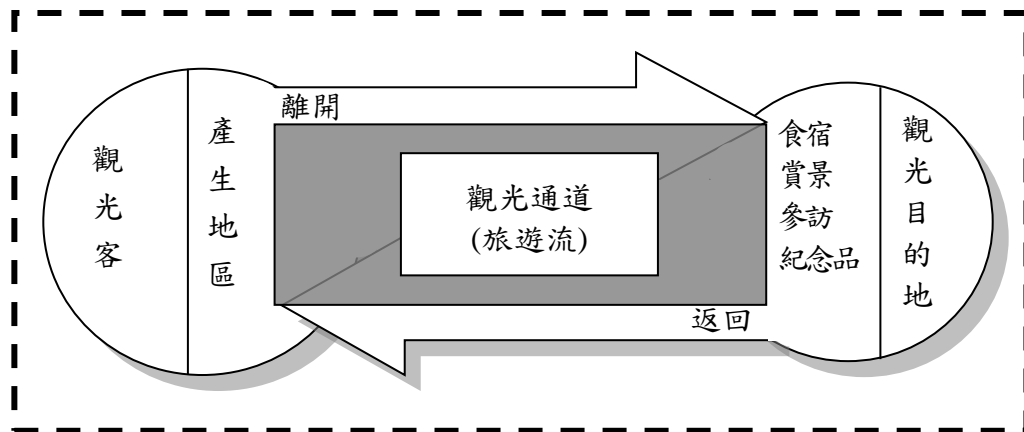 觀光客
產生地區
離開
觀光通道
(旅遊流)
返回
食宿
賞景
參訪
紀念品
觀光目的地